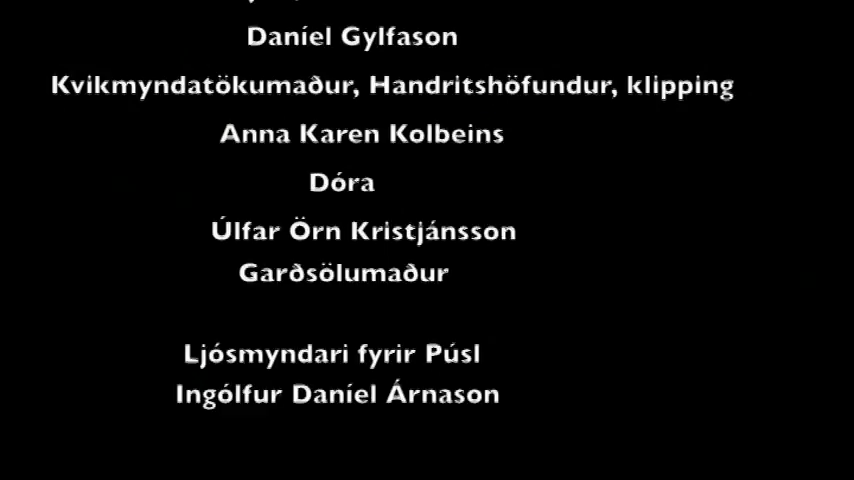 Daníel Gylfason
Kvikmyndatökumaður, Handritshöfundur, klipping
Anna Karen Kolbeins
Dóra
Úlfar Örn Kristjánsson
Garðsölumaður
Ljósmyndari fyrir Púsl
Ingólfur Daníel Árnason